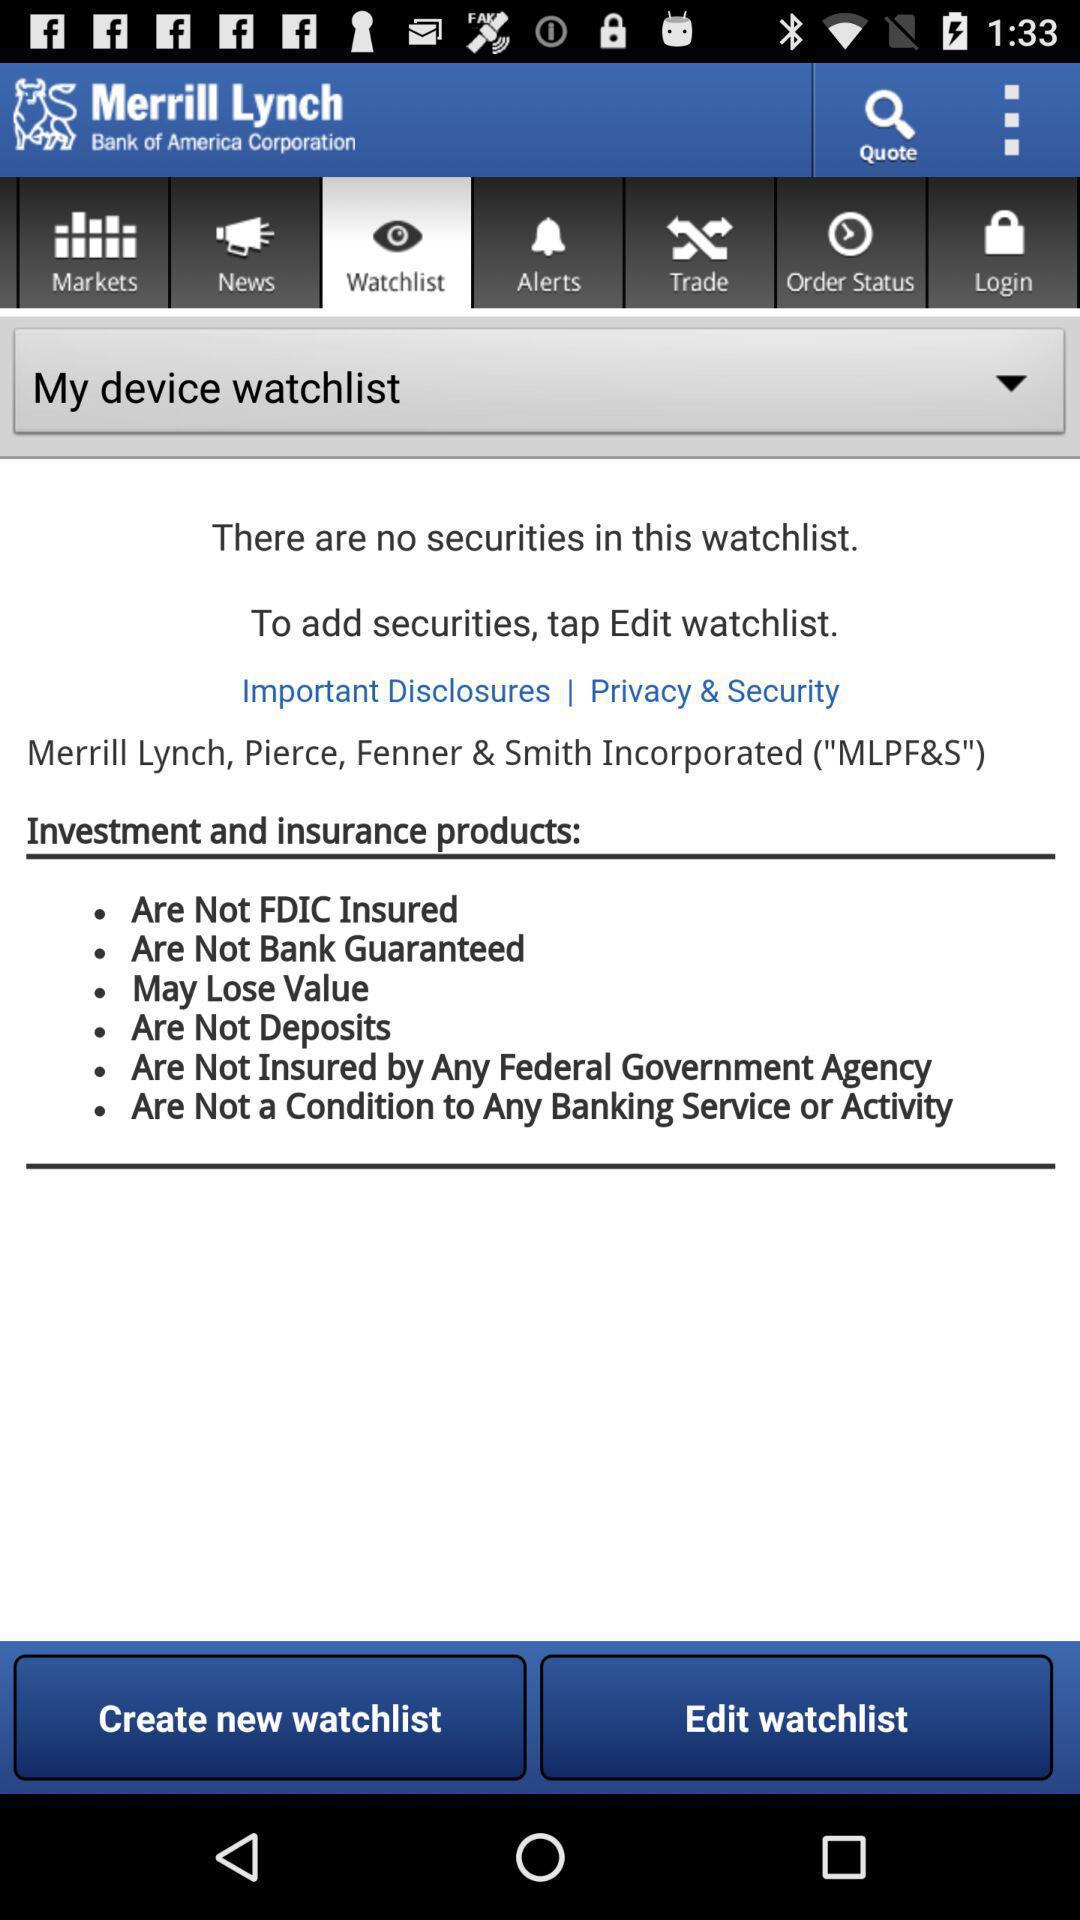 FAKE
1:33
Merrill Lynch
Bank of America Corporation
Quote
Markets
News
Watchlist
Alerts
Trade
Order Status
Login
My device watchlist
There are no securities in this watchlist.
To add securities, tap Edit watchlist.
Important Disclosures | Privacy & Security
Merrill Lynch, Pierce, Fenner & Smith Incorporated ("MLPF&S")
Investment and insurance products:
• Are Not FDIC Insured
• Are Not Bank Guaranteed
• May Lose Value
• Are Not Deposits
• Are Not Insured by Any Federal Government Agency
• Are Not a Condition to Any Banking Service or Activity
Create new watchlist
Edit watchlist